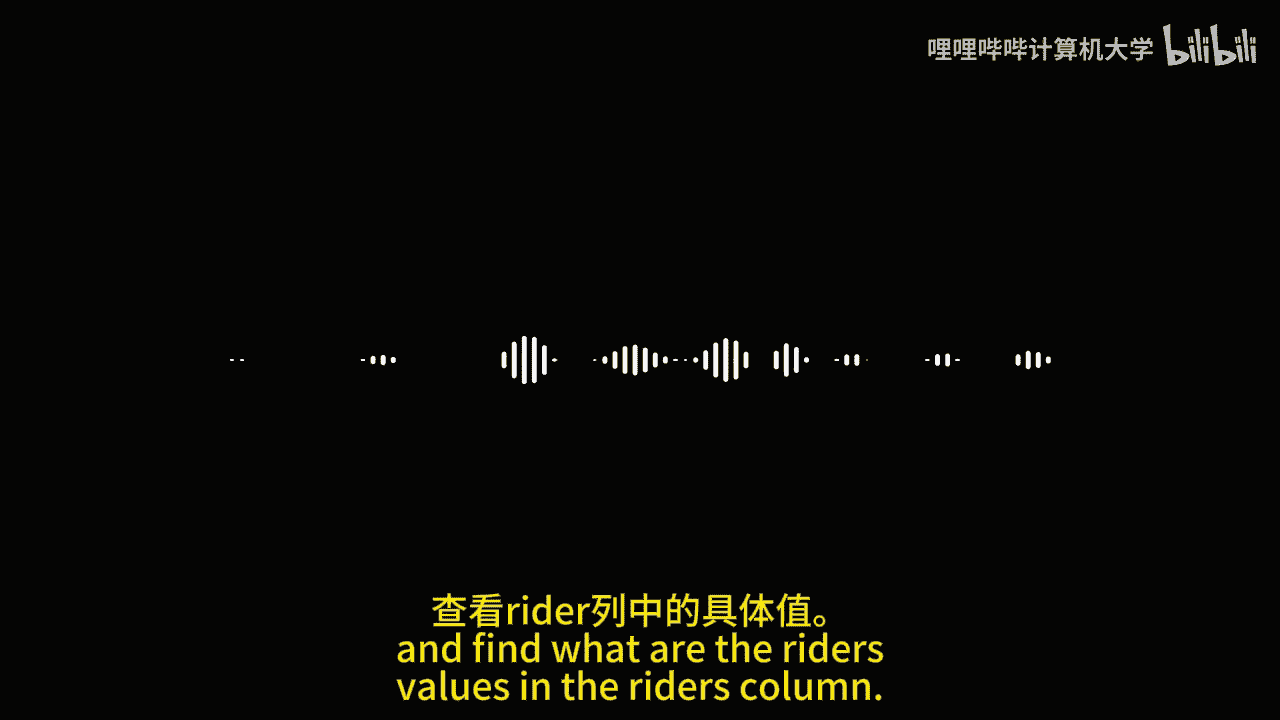 哩哩哔哔计算机大学 bilibili
查看rider列中的具体值。
and find what are the riders
values in the riders column.